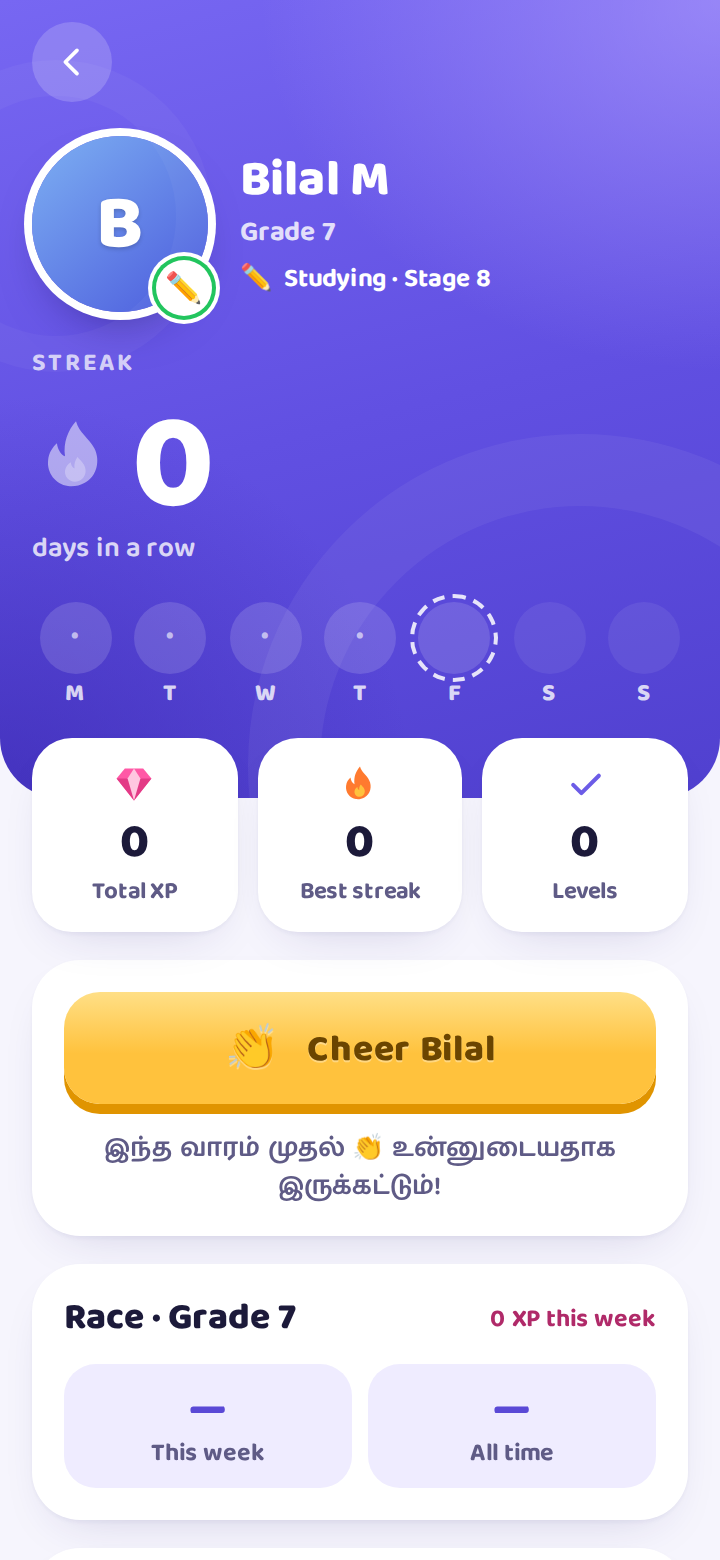 B
Bilal M
Grade 7
✏️ Studying · Stage 8
STREAK
0
days in a row
M T W T F S S
0 0 0
Total XP Best streak Levels
👏 Cheer Bilal
இந்த வாரம் முதல் 👏 உன்னுடையதாக
இருக்கட்டும்!
Race · Grade 7 0 XP this week
– –
This week All time